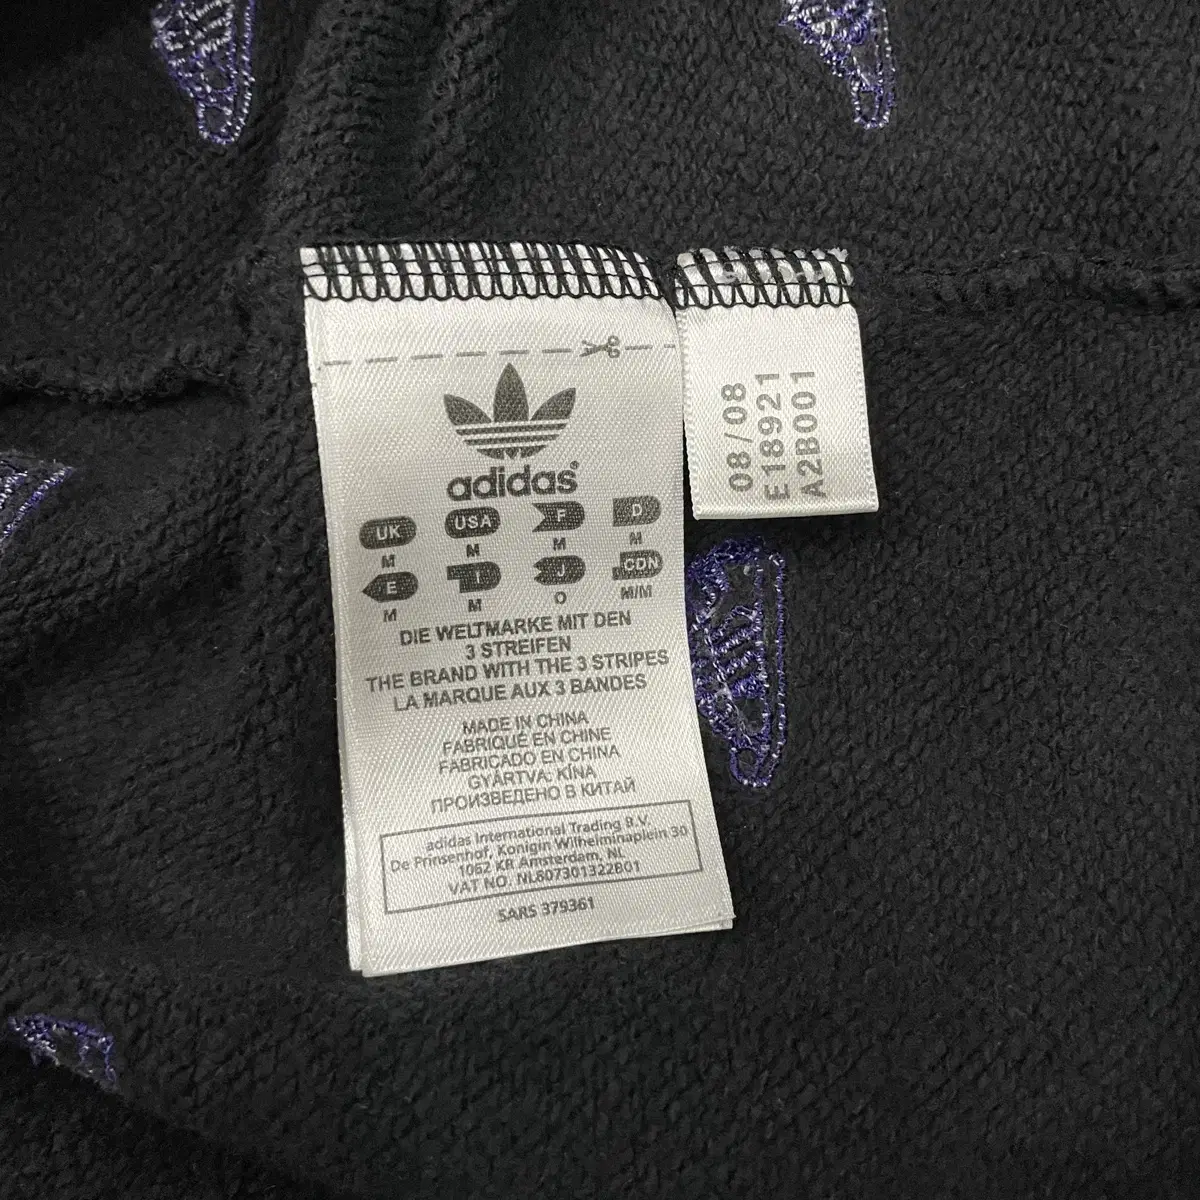 adidas
UK USA F D
M M M M
E I J CDN
M M O M/M
DIE WELTMARKE MIT DEN
3 STREIFEN
THE BRAND WITH THE 3 STRIPES
LA MARQUE AUX 3 BANDES
MADE IN CHINA
FABRIQUÉ EN CHINE
FABRICADO EN CHINA
GYÁRTVA: KÍNA
ПРОИЗВЕДЕНО В КИТАЙ
adidas International Trading B.V.
De Prinsenhof, Konigin Wilhelminaplein 30
1062 KR Amsterdam, NL
VAT NO. NL807301322B01
SARS 379361
08/08
E18921
A2B001